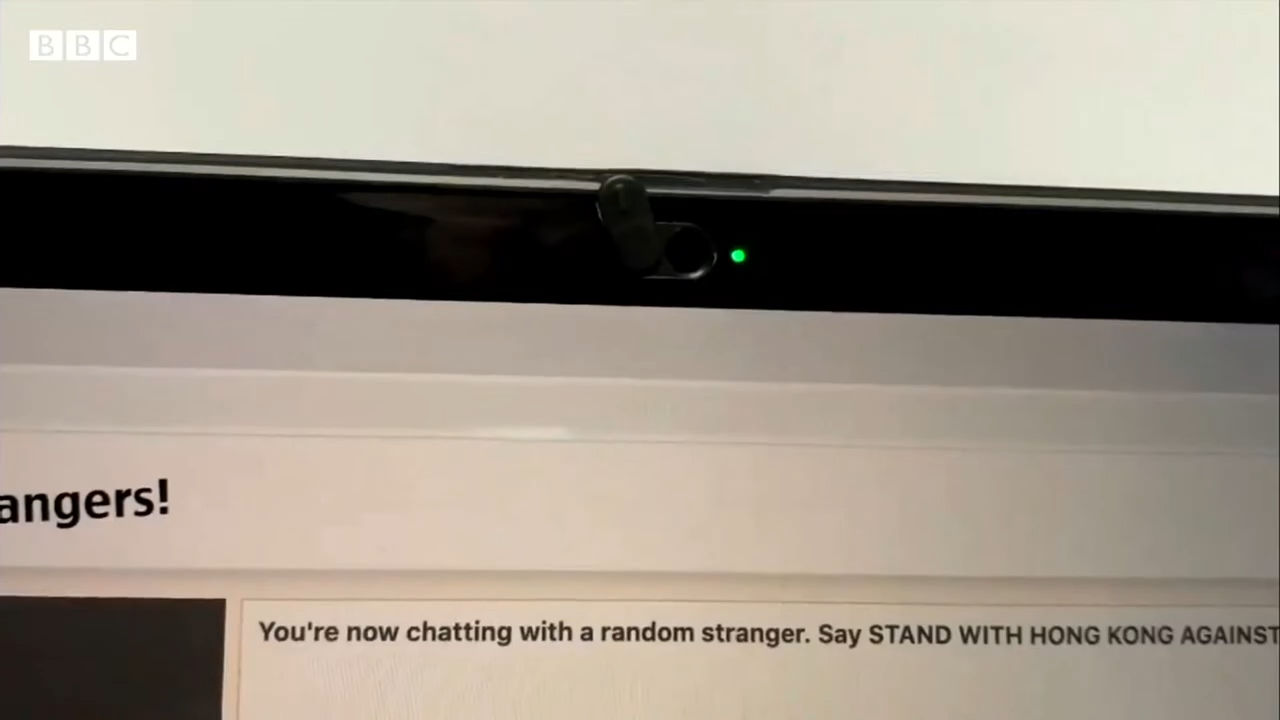 BBC
angers!
You're now chatting with a random stranger. Say STAND WITH HONG KONG AGAINST